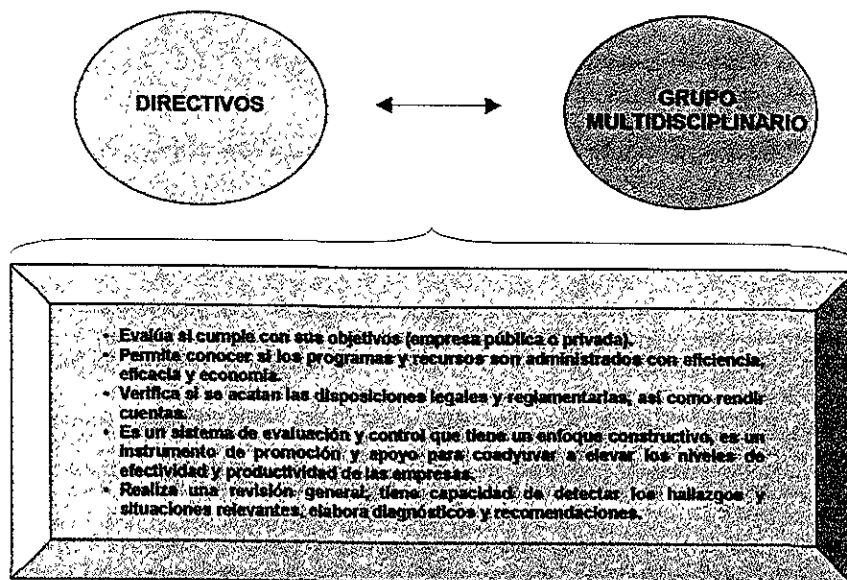 DIRECTIVOS
GRUPO
MULTIDISCIPLINARIO
• Evalúa si cumple con sus objetivos (empresa pública o privada).
• Permite conocer si los programas y recursos son administrados con eficiencia,
eficacia y economía.
• Verifica si se acatan las disposiciones legales y reglamentarias, así como rendir
cuentas.
• Es un sistema de evaluación y control que tiene un enfoque constructivo, es un
instrumento de promoción y apoyo para coadyuvar a elevar los niveles de
efectividad y productividad de las empresas.
• Realiza una revisión general, tiene capacidad de detectar los hallazgos y
situaciones relevantes, elabora diagnósticos y recomendaciones.